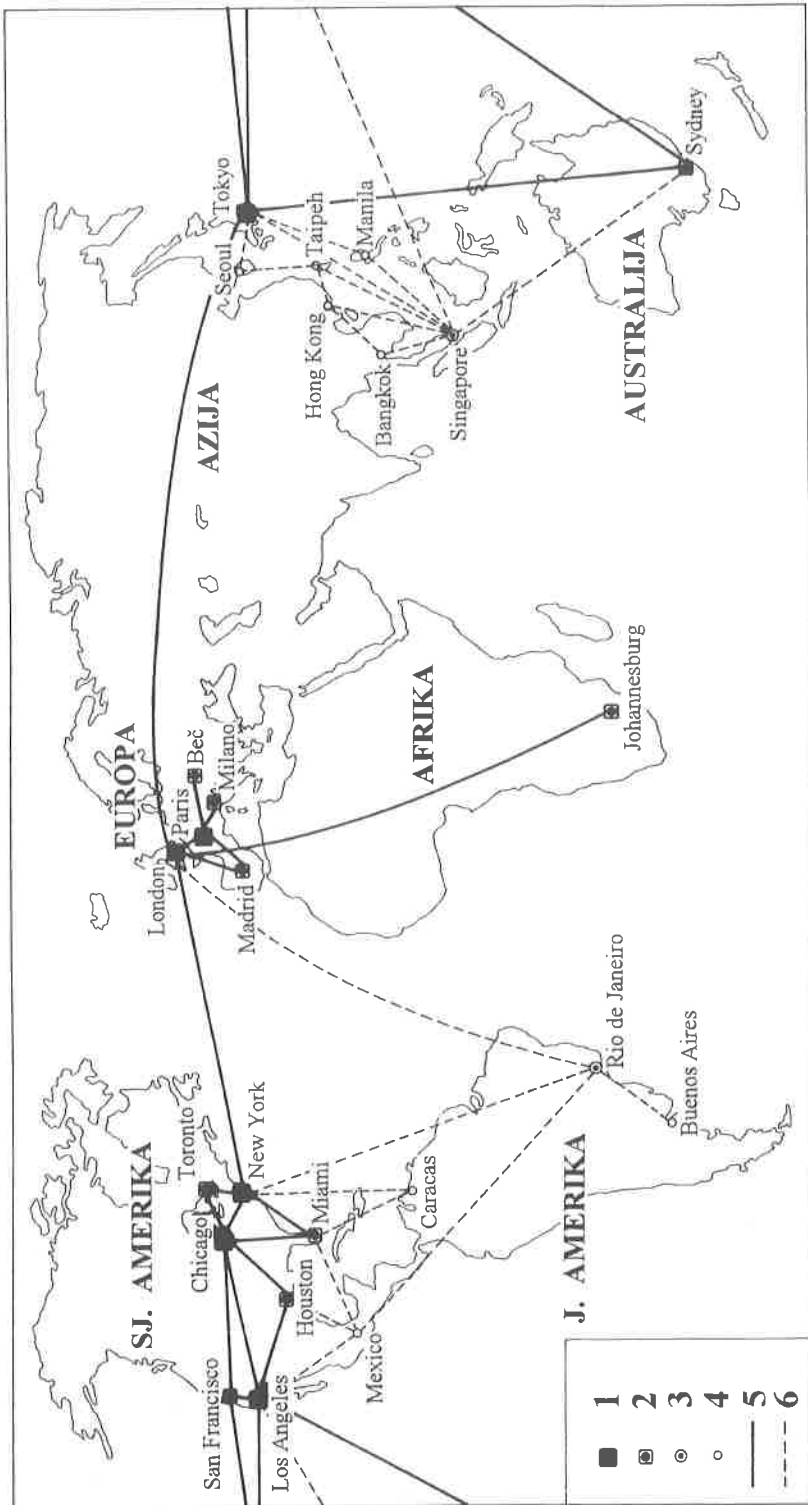 SJ. AMERIKA
EUROPA
AZIJA
AFRIKA
AUSTRALIJA
J. AMERIKA
San Francisco
Los Angeles
Chicago
Toronto
New York
Houston
Miami
Mexico
Caracas
Rio de Janeiro
Buenos Aires
London
Paris
Beč
Milano
Madrid
Johannesburg
Seoul
Tokyo
Taipeh
Hong Kong
Manila
Bangkok
Singapore
Sydney
1
2
3
4
5
6